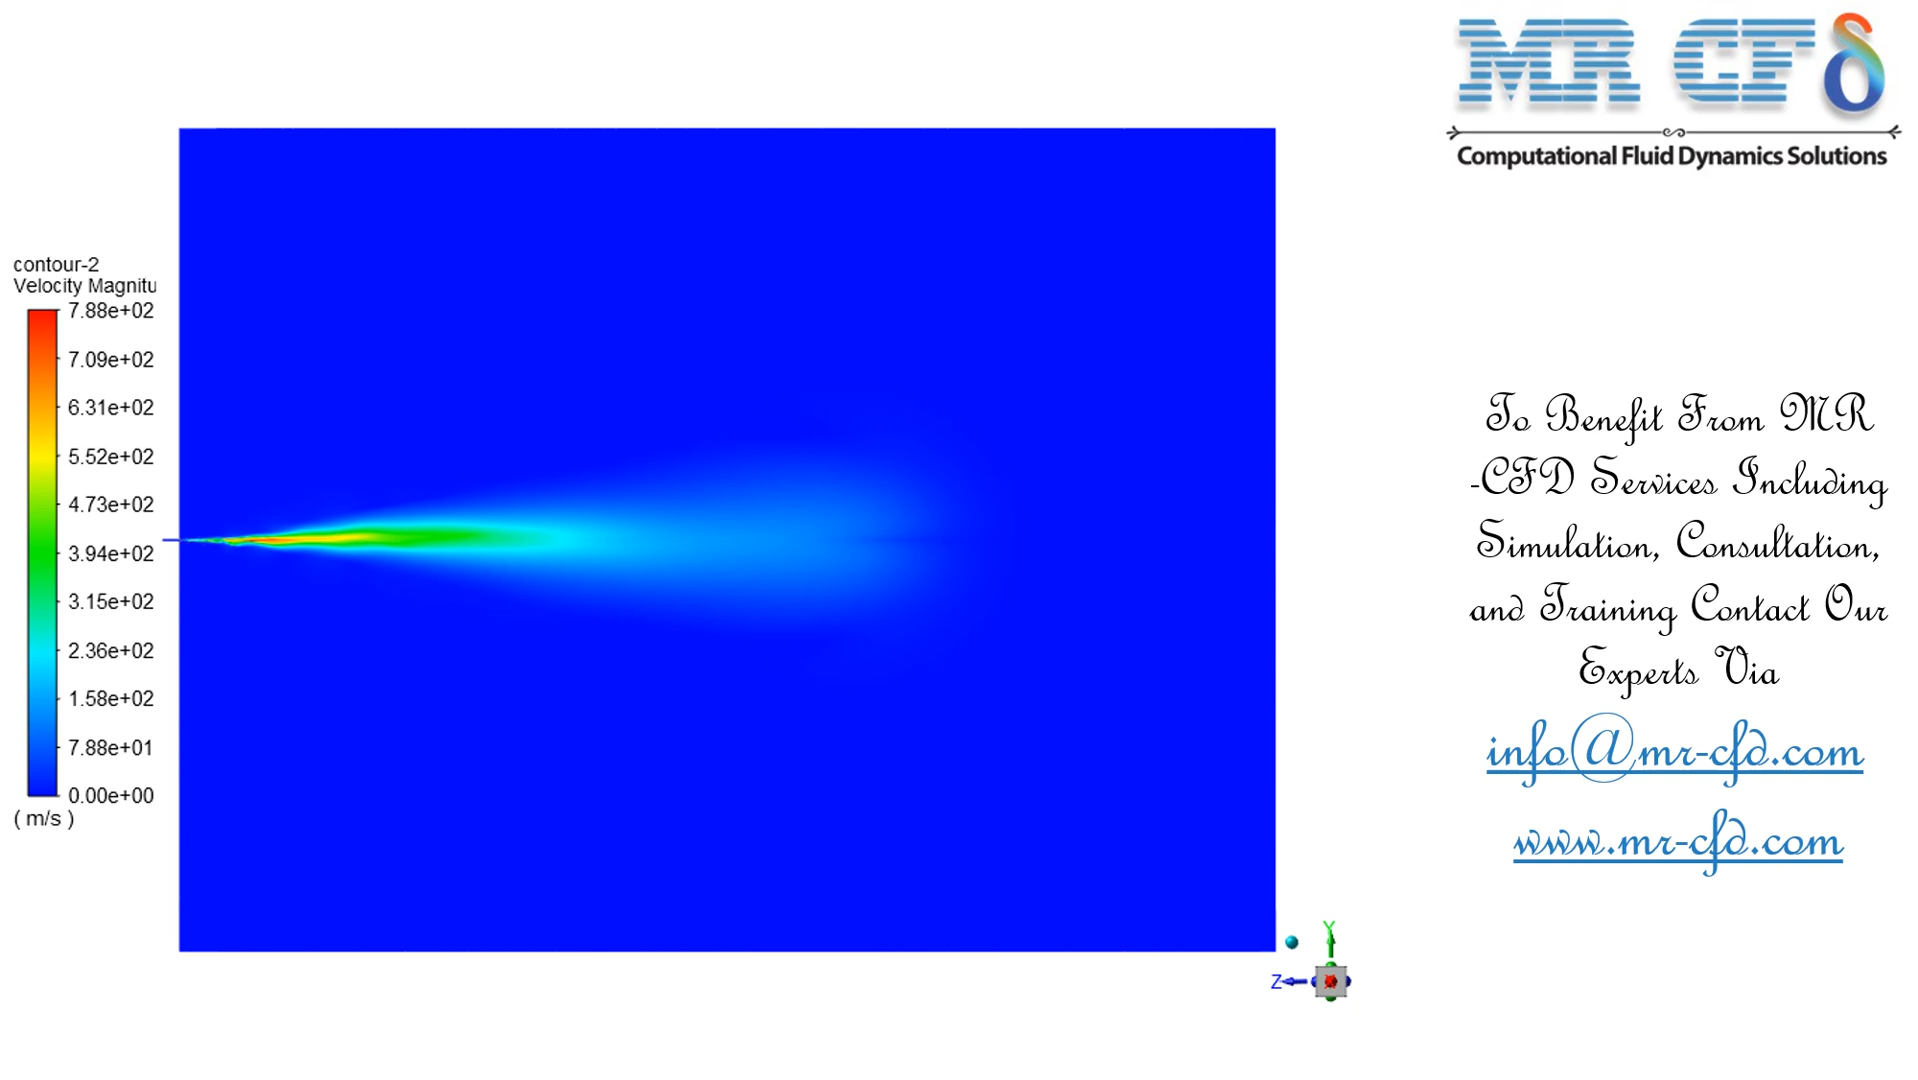 MR CFδ
Computational Fluid Dynamics Solutions
contour-2
Velocity Magnitu
7.88e+02
7.09e+02
6.31e+02
5.52e+02
4.73e+02
3.94e+02
3.15e+02
2.36e+02
1.58e+02
7.88e+01
0.00e+00
( m/s )
To Benefit From MR
-CFD Services Including
Simulation, Consultation,
and Training Contact Our
Experts Via
info@mr-cfd.com
www.mr-cfd.com
Y
Z